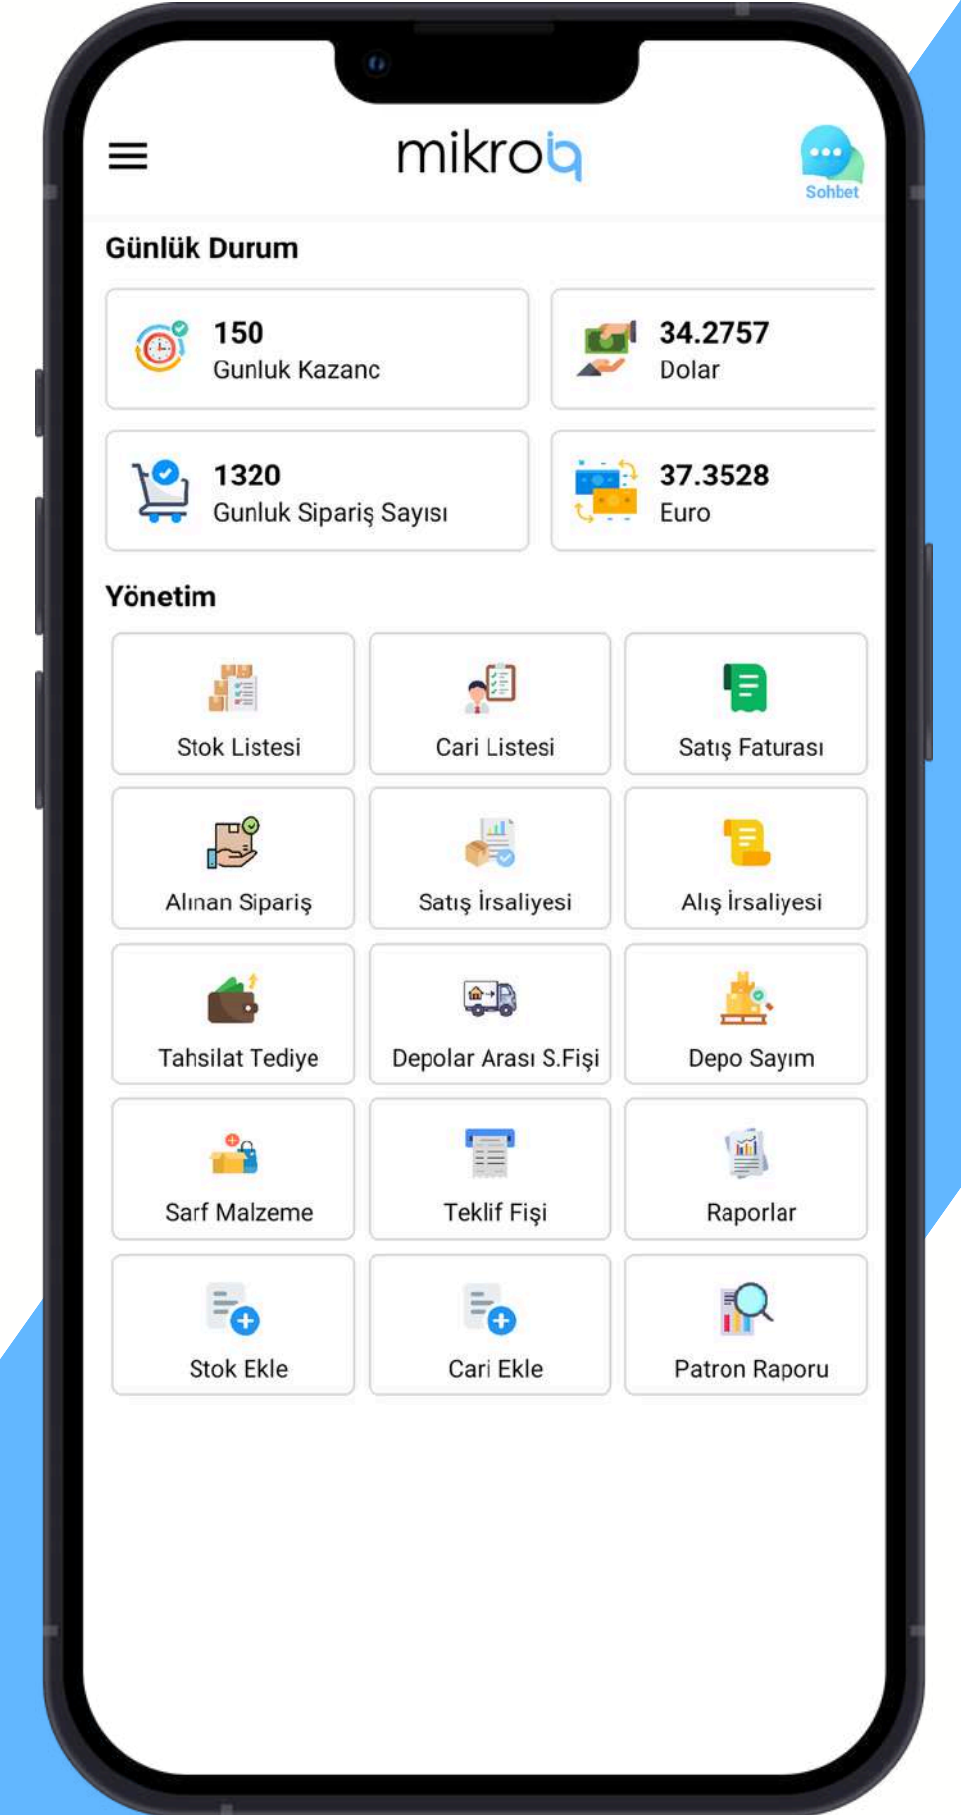 mikroiq
Sohbet
Günlük Durum
150
Gunluk Kazanc
34.2757
Dolar
1320
Gunluk Sipariş Sayısı
37.3528
Euro
Yönetim
Stok Listesi
Cari Listesi
Satış Faturası
Alınan Sipariş
Satış İrsaliyesi
Alış İrsaliyesi
Tahsilat Tediye
Depolar Arası S.Fişi
Depo Sayım
Sarf Malzeme
Teklif Fişi
Raporlar
Stok Ekle
Cari Ekle
Patron Raporu